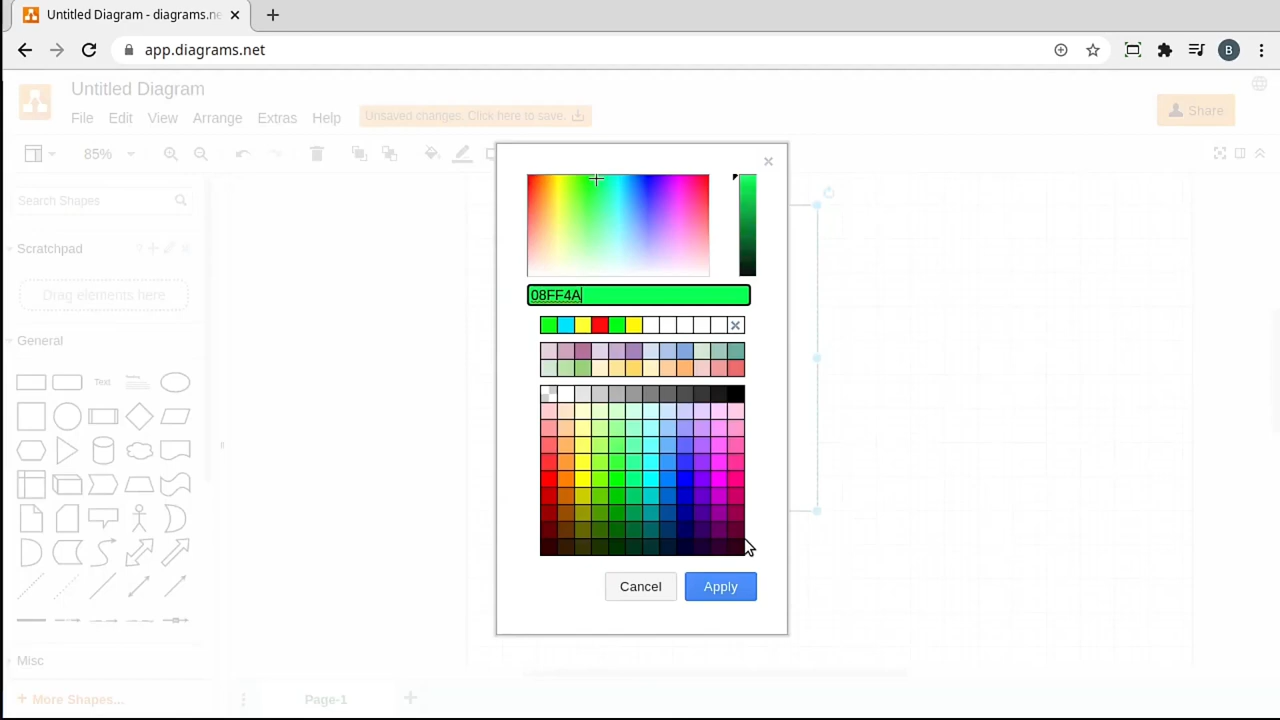 Untitled Diagram - diagrams.ne
app.diagrams.net
B
Untitled Diagram
File Edit View Arrange Extras Help
Unsaved changes. Click here to save.
Share
85%
Search Shapes
Scratchpad
?
Drag elements here
General
Text
08FF4A
Cancel Apply
Misc
+ More Shapes...
Page-1